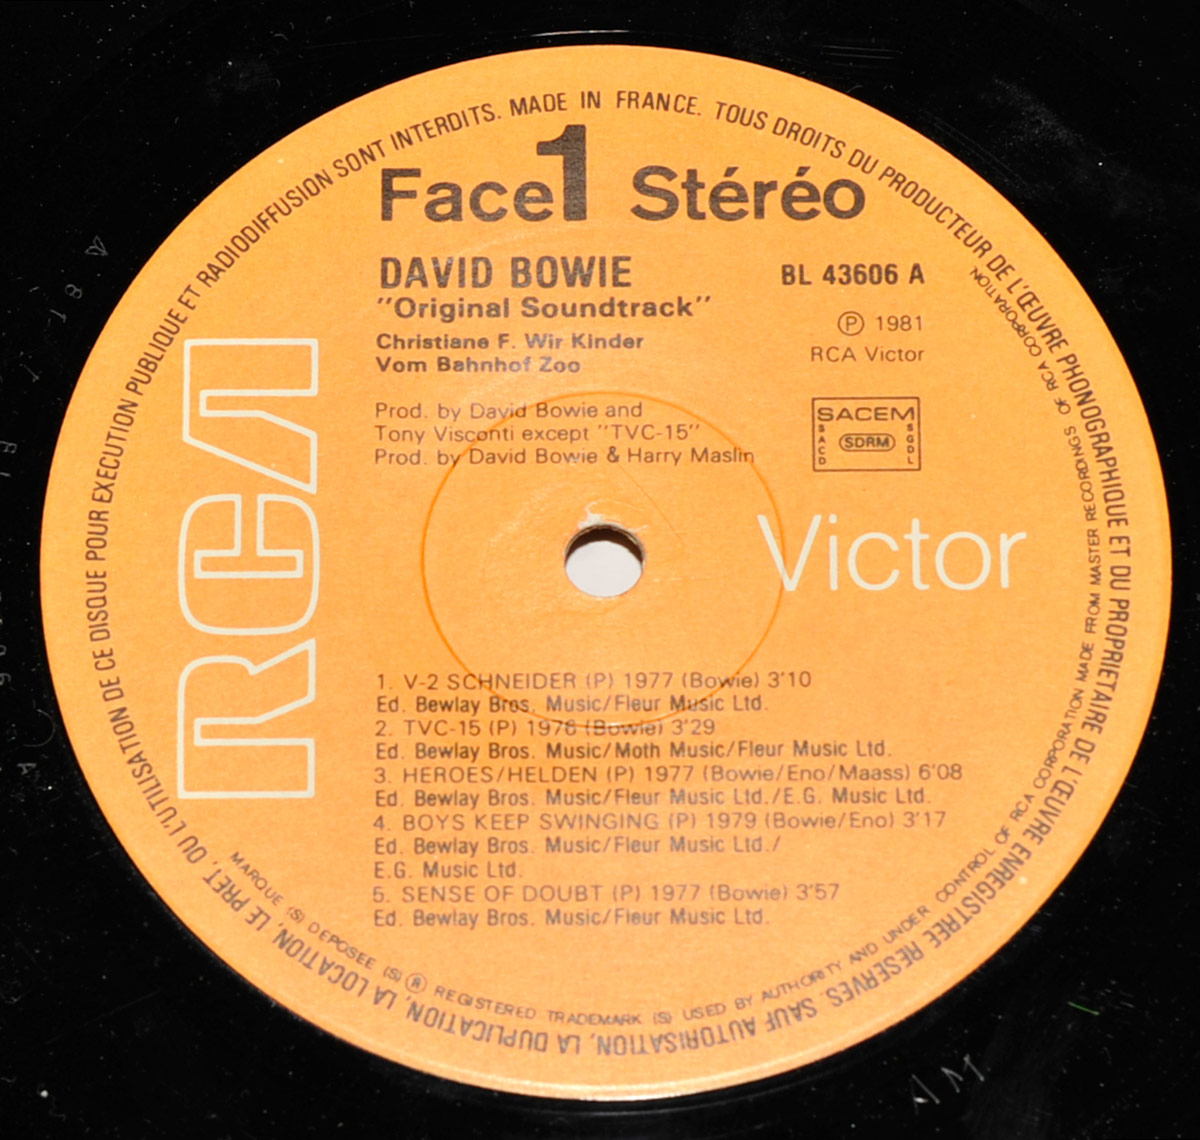 TOUS DROITS DU PRODUCTEUR DE L'ŒUVRE PHONOGRAPHIQUE ET DU PROPRIETAIRE DE L'ŒUVRE ENREGISTREE RESERVES. SAUF AUTORISATION, LA DUPLICATION, LA LOCATION, LE PRET, OU L'UTILISATION DE CE DISQUE POUR EXECUTION PUBLIQUE ET RADIODIFFUSION SONT INTERDITS. MADE IN FRANCE.
Face 1 Stéréo
DAVID BOWIE
BL 43606 A
"Original Soundtrack"
Christiane F. Wir Kinder
Vom Bahnhof Zoo
Ⓟ 1981
RCA Victor
Prod. by David Bowie and
Tony Visconti except "TVC-15"
Prod. by David Bowie & Harry Maslin
SACEM
SACD
SDRM
SGDL
RCA
Victor
1. V-2 SCHNEIDER (P) 1977 (Bowie) 3'10
Ed. Bewlay Bros. Music/Fleur Music Ltd.
2. TVC-15 (P) 1976 (Bowie) 3'29
Ed. Bewlay Bros. Music/Moth Music/Fleur Music Ltd.
3. HEROES/HELDEN (P) 1977 (Bowie/Eno/Maass) 6'08
Ed. Bewlay Bros. Music/Fleur Music Ltd./E.G. Music Ltd.
4. BOYS KEEP SWINGING (P) 1979 (Bowie/Eno) 3'17
Ed. Bewlay Bros. Music/Fleur Music Ltd./
E.G. Music Ltd.
5. SENSE OF DOUBT (P) 1977 (Bowie) 3'57
Ed. Bewlay Bros. Music/Fleur Music Ltd.
MARQUE (S) DEPOSEE (S) ® REGISTERED TRADEMARK (S) USED BY AUTHORITY AND UNDER CONTROL OF RCA CORPORATION MADE FROM MASTER RECORDINGS OF RCA CORPORATION.